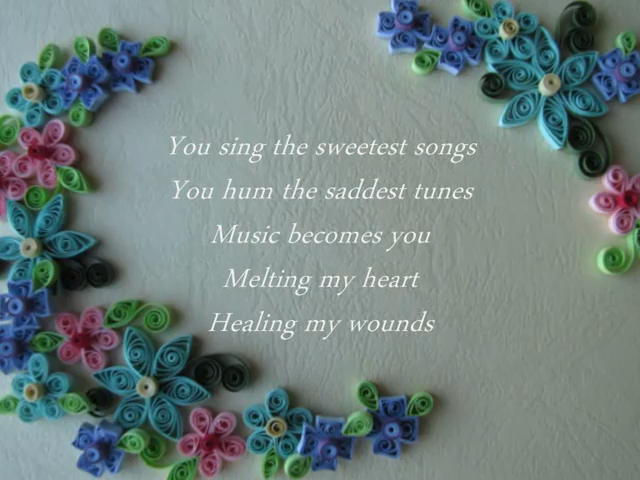 You sing the sweetest songs
You hum the saddest tunes
Music becomes you
Melting my heart
Healing my wounds